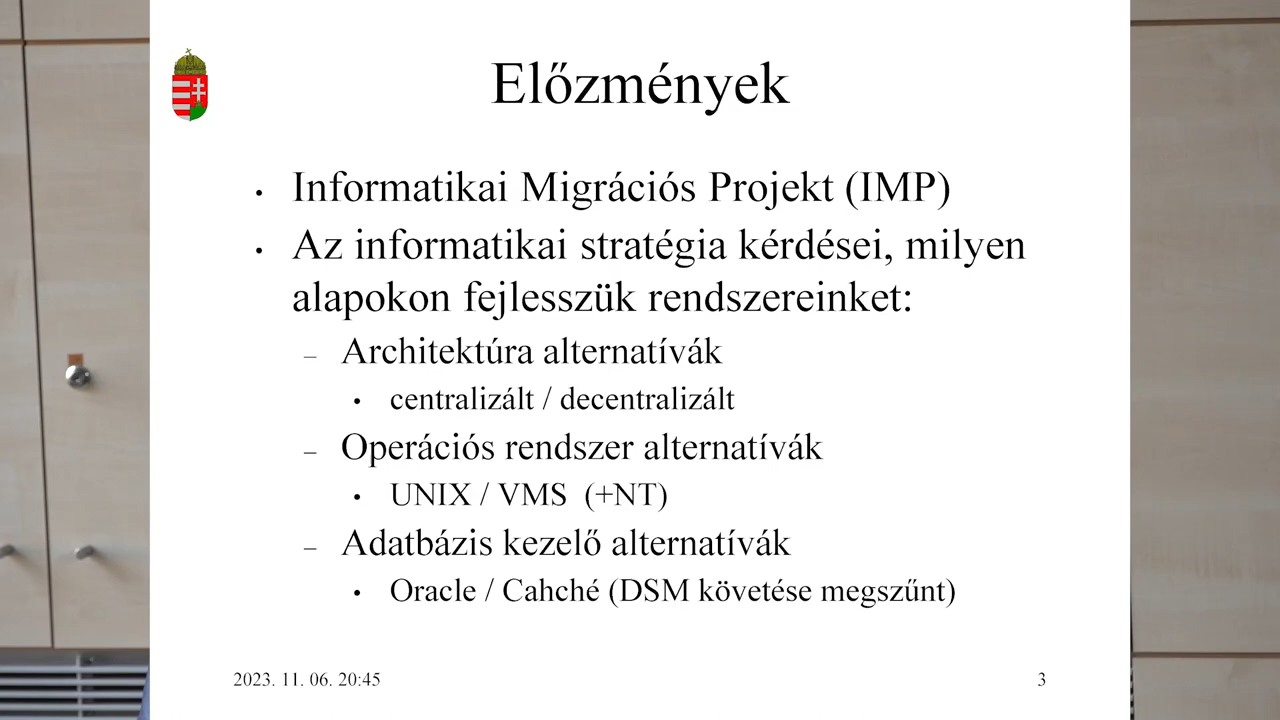 Előzmények
• Informatikai Migrációs Projekt (IMP)
• Az informatikai stratégia kérdései, milyen
alapokon fejlesszük rendszereinket:
– Architektúra alternatívák
• centralizált / decentralizált
– Operációs rendszer alternatívák
• UNIX / VMS (+NT)
– Adatbázis kezelő alternatívák
• Oracle / Cahché (DSM követése megszűnt)
2023. 11. 06. 20:45
3